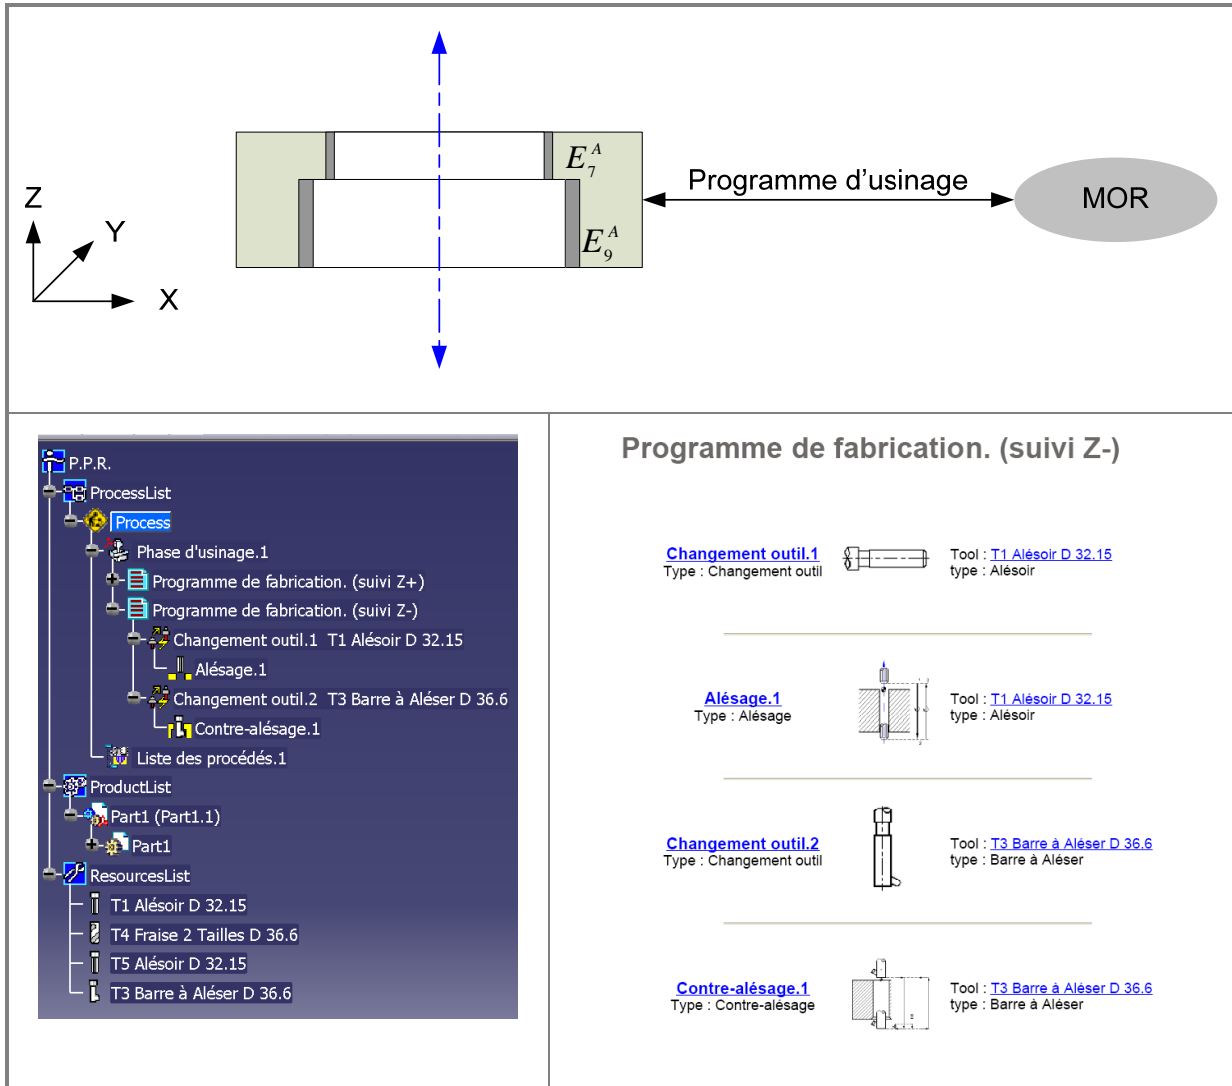 Z
Y
X
E₇ᴬ
E₉ᴬ
Programme d'usinage
MOR
P.P.R.
ProcessList
Process
Phase d'usinage.1
Programme de fabrication. (suivi Z+)
Programme de fabrication. (suivi Z-)
Changement outil.1 T1 Alésoir D 32.15
Alésage.1
Changement outil.2 T3 Barre à Aléser D 36.6
Contre-alésage.1
Liste des procédés.1
ProductList
Part1 (Part1.1)
Part1
ResourcesList
T1 Alésoir D 32.15
T4 Fraise 2 Tailles D 36.6
T5 Alésoir D 32.15
T3 Barre à Aléser D 36.6
Programme de fabrication. (suivi Z-)
Changement outil.1
Type : Changement outil
Tool : T1 Alésoir D 32.15
type : Alésoir
Alésage.1
Type : Alésage
Tool : T1 Alésoir D 32.15
type : Alésoir
Changement outil.2
Type : Changement outil
Tool : T3 Barre à Aléser D 36.6
type : Barre à Aléser
Contre-alésage.1
Type : Contre-alésage
Tool : T3 Barre à Aléser D 36.6
type : Barre à Aléser